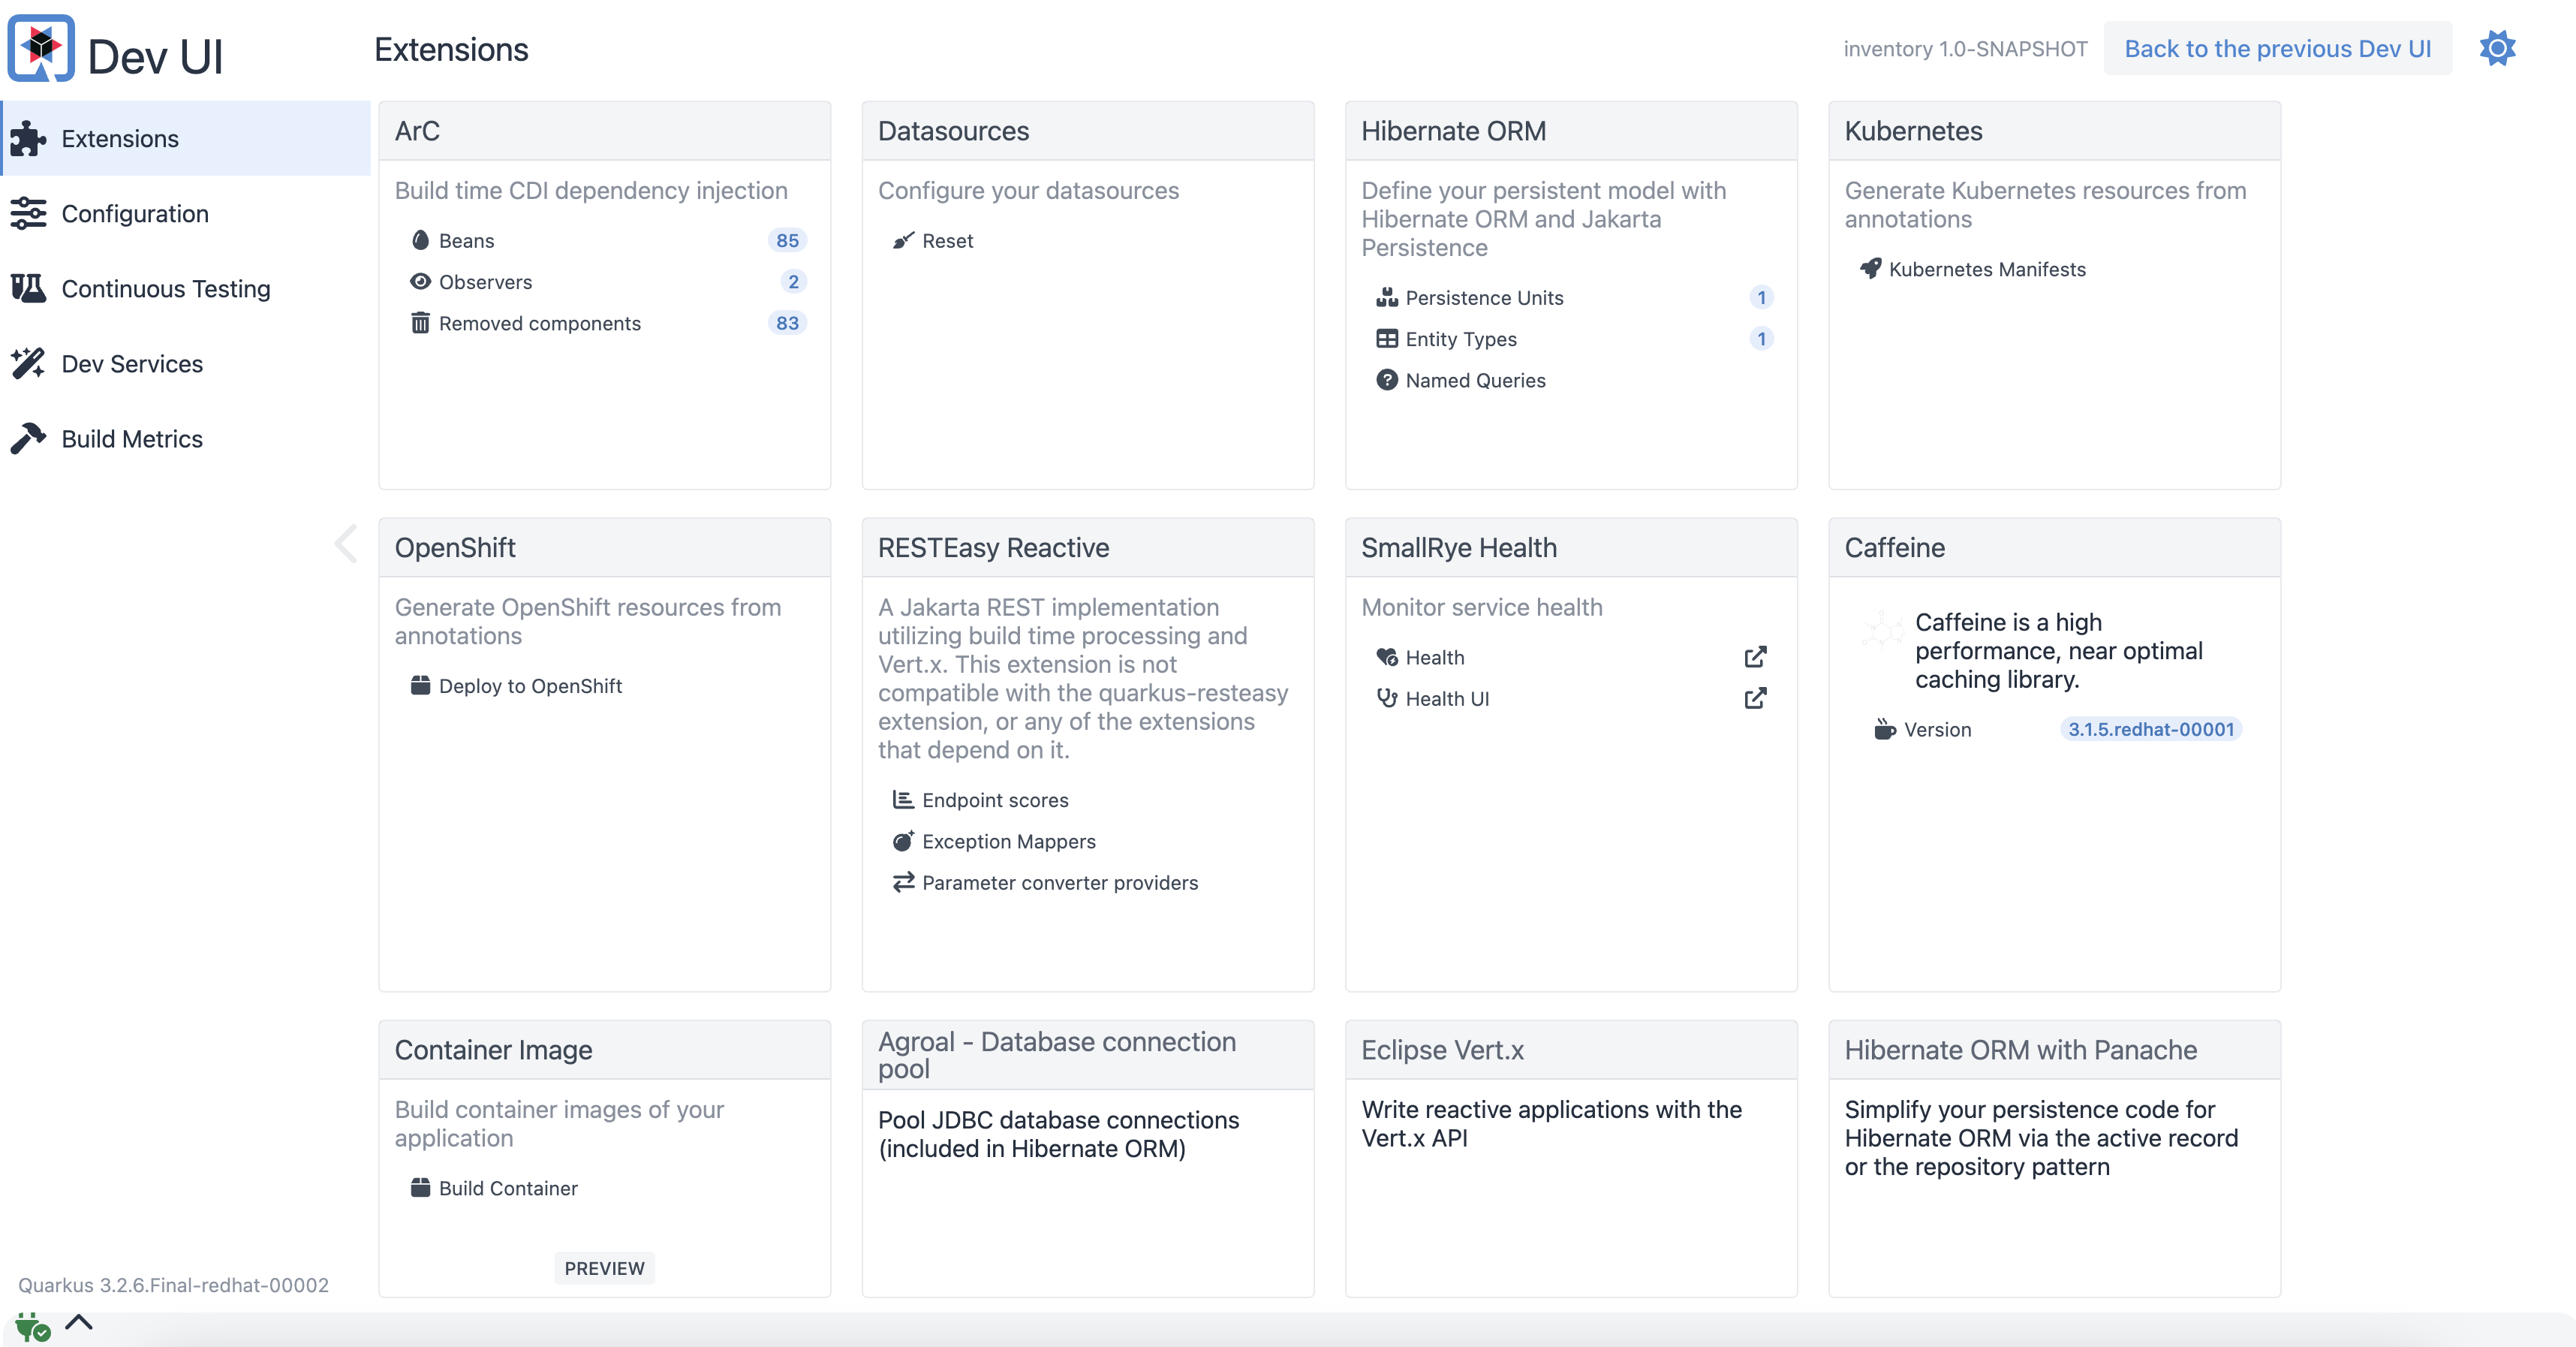 Dev UI
Extensions
inventory 1.0-SNAPSHOT
Back to the previous Dev UI
Extensions
Configuration
Continuous Testing
Dev Services
Build Metrics
ArC
Build time CDI dependency injection
Beans 85
Observers 2
Removed components 83
Datasources
Configure your datasources
Reset
Hibernate ORM
Define your persistent model with
Hibernate ORM and Jakarta
Persistence
Persistence Units 1
Entity Types 1
Named Queries
Kubernetes
Generate Kubernetes resources from
annotations
Kubernetes Manifests
OpenShift
Generate OpenShift resources from
annotations
Deploy to OpenShift
RESTEasy Reactive
A Jakarta REST implementation
utilizing build time processing and
Vert.x. This extension is not
compatible with the quarkus-resteasy
extension, or any of the extensions
that depend on it.
Endpoint scores
Exception Mappers
Parameter converter providers
SmallRye Health
Monitor service health
Health
Health UI
Caffeine
Caffeine is a high
performance, near optimal
caching library.
Version 3.1.5.redhat-00001
Container Image
Build container images of your
application
Build Container
PREVIEW
Agroal - Database connection
pool
Pool JDBC database connections
(included in Hibernate ORM)
Eclipse Vert.x
Write reactive applications with the
Vert.x API
Hibernate ORM with Panache
Simplify your persistence code for
Hibernate ORM via the active record
or the repository pattern
Quarkus 3.2.6.Final-redhat-00002